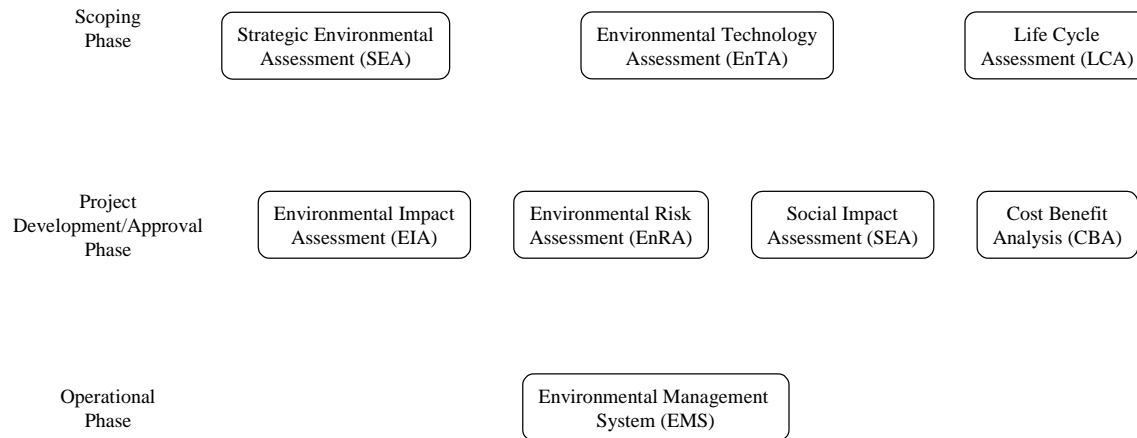 Scoping
Phase
Strategic Environmental
Assessment (SEA)
Environmental Technology
Assessment (EnTA)
Life Cycle
Assessment (LCA)
Project
Development/Approval
Phase
Environmental Impact
Assessment (EIA)
Environmental Risk
Assessment (EnRA)
Social Impact
Assessment (SEA)
Cost Benefit
Analysis (CBA)
Operational
Phase
Environmental Management
System (EMS)